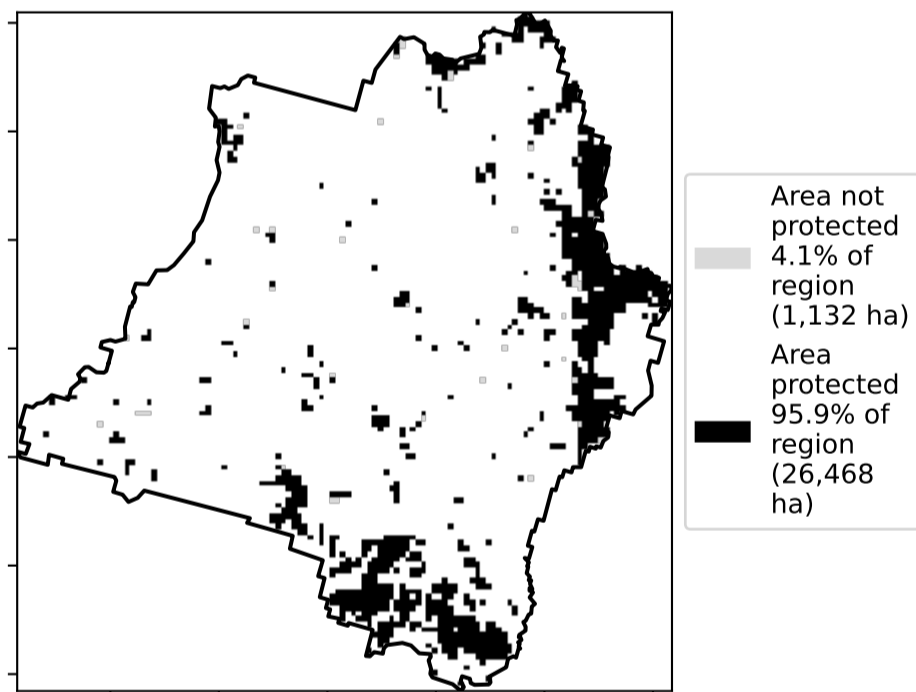 Area not
protected
4.1% of
region
(1,132 ha)
Area
protected
95.9% of
region
(26,468
ha)